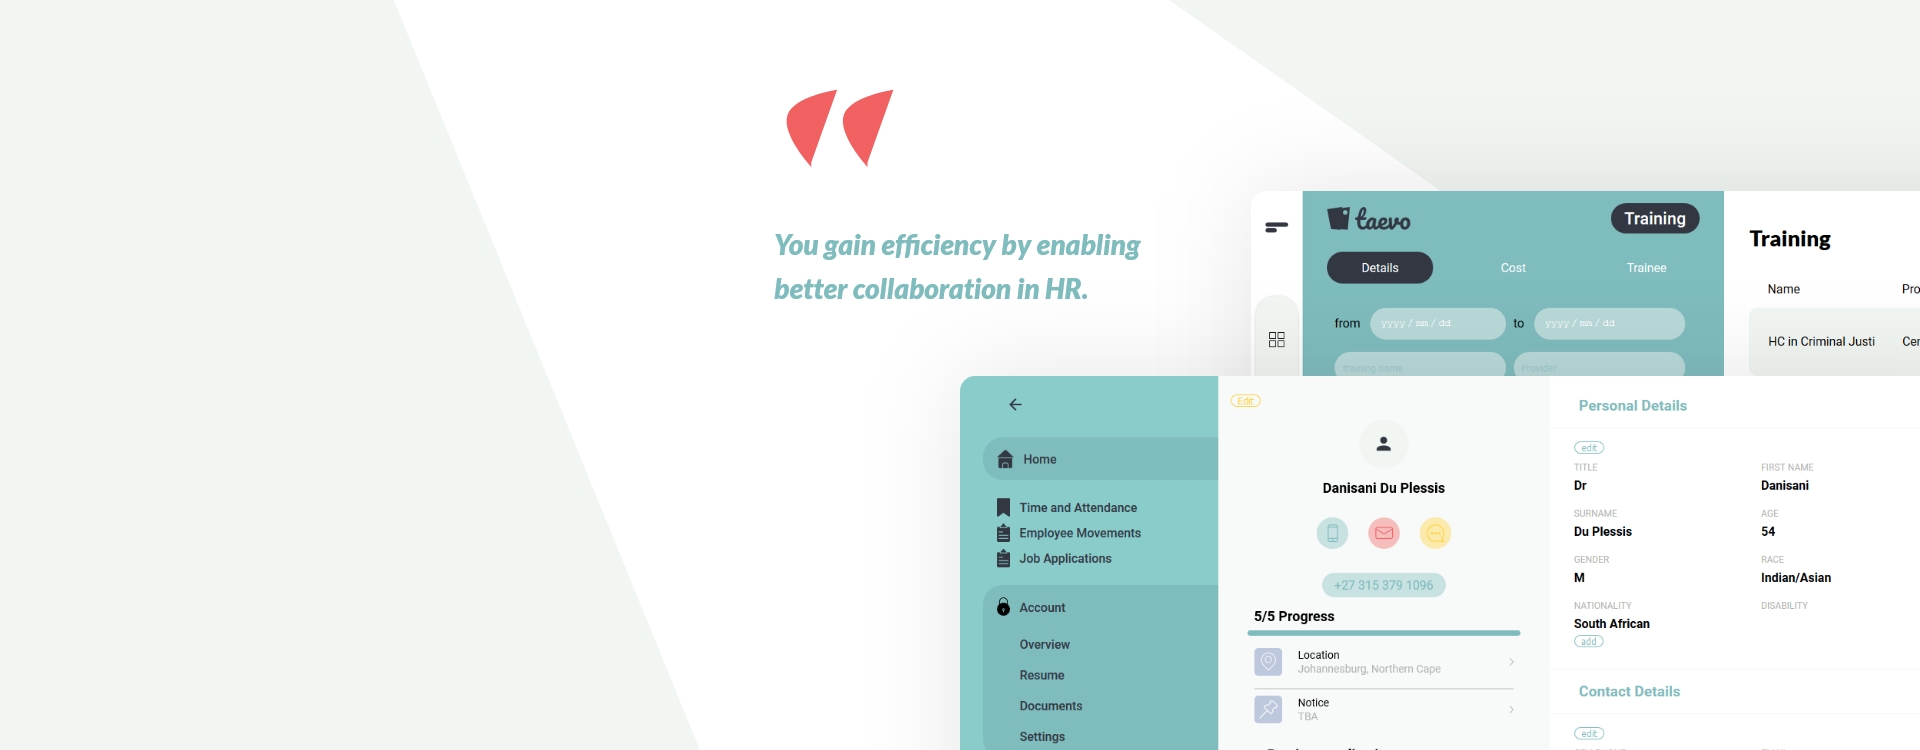 You gain efficiency by enabling
better collaboration in HR.
taevo
Training
Details
Cost
Trainee
from
yyyy / mm / dd
to
yyyy / mm / dd
training name
Provider
Training
Name
Pro
HC in Criminal Justi
Cer
Home
Time and Attendance
Employee Movements
Job Applications
Account
Overview
Resume
Documents
Settings
Edit
Danisani Du Plessis
+27 315 379 1096
5/5 Progress
Location
Johannesburg, Northern Cape
Notice
TBA
Personal Details
edit
TITLE
FIRST NAME
Dr
Danisani
SURNAME
AGE
Du Plessis
54
GENDER
RACE
M
Indian/Asian
NATIONALITY
DISABILITY
South African
add
Contact Details
edit